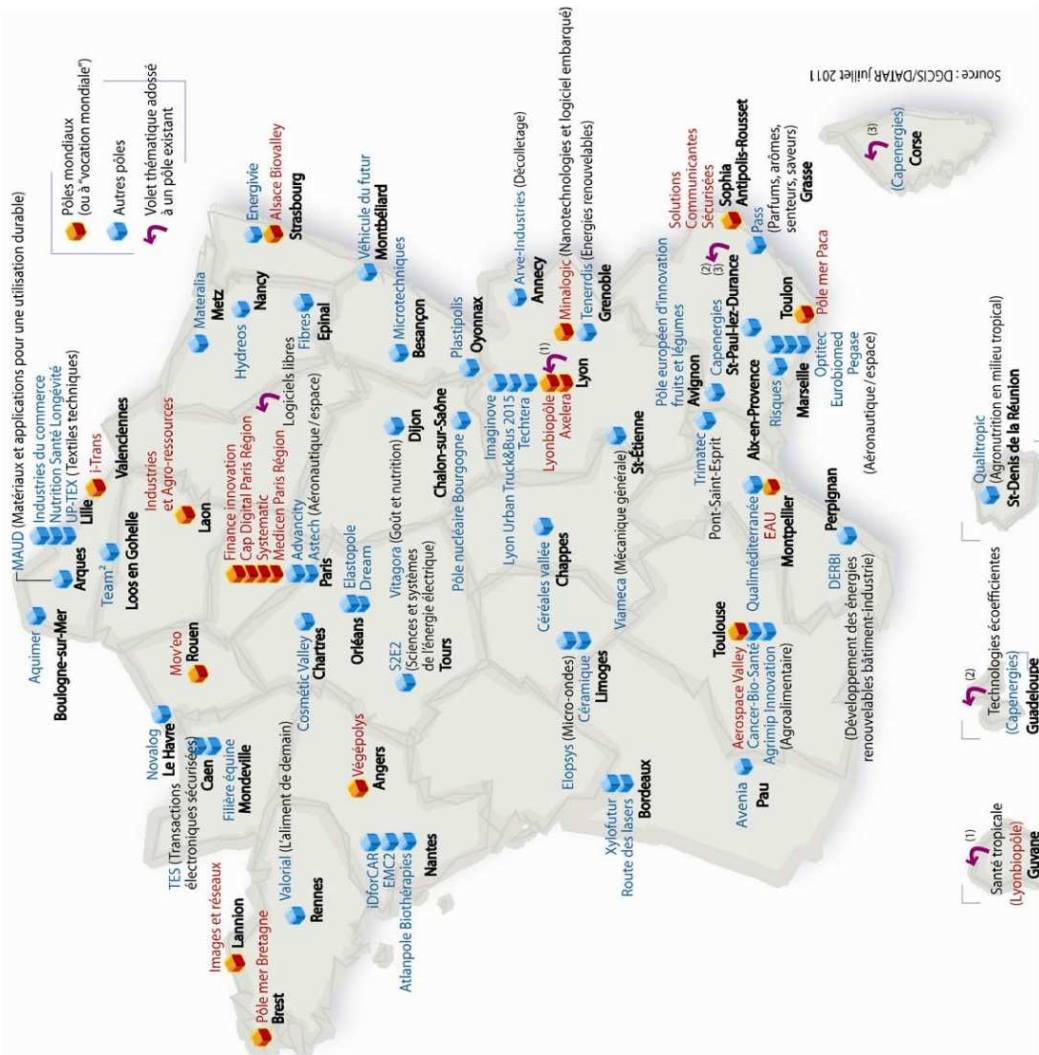 Pôles mondiaux
(ou à "vocation mondiale")
Autres pôles
Volet thématique adossé
à un pôle existant
MAUD (Matériaux et applications pour une utilisation durable)
Industries du commerce
Nutrition Santé Longévité
UP-TEX (Textiles techniques)
Lille
i-Trans
Valenciennes
Aquimer
Boulogne-sur-Mer
Arques
Team²
Loos en Gohelle
Industries
et Agro-ressources
Laon
Materalia
Metz
Hydreos
Nancy
Energivie
Alsace Biovalley
Strasbourg
Fibres
Epinal
Véhicule du futur
Montbéliard
Microtechniques
Besançon
Novalog
Le Havre
Mov'eo
Rouen
TES (Transactions
électroniques sécurisées)
Caen
Filière équine
Mondeville
Finance innovation
Cap Digital Paris Région
Systematic
Medicen Paris Région
Advancity
Astech (Aéronautique / espace)
Paris
Logiciels libres
Cosmétic Valley
Chartres
Elastopole
Dream
Orléans
Images et réseaux
Lannion
Pôle mer Bretagne
Brest
Valorial (L'aliment de demain)
Rennes
Végépolys
Angers
iDforCAR
EMC2
Atlanpole Biothérapies
Nantes
S2E2
(Sciences et systèmes
de l'énergie électrique)
Tours
Vitagora (Goût et nutrition)
Dijon
Pôle nucléaire Bourgogne
Chalon-sur-Saône
Plastipolis
Oyonnax
Arve-Industries (Décolletage)
Annecy
Imaginove
Lyon Urban Truck&Bus 2015
Techtera
Lyonbiopôle
Axelera
(1)
Lyon
Minalogic (Nanotechnologies et logiciel embarqué)
Tenerrdis (Energies renouvelables)
Grenoble
Céréales vallée
Chappes
Viameca (Mécanique générale)
St-Étienne
Elopsys (Micro-ondes)
Céramique
Limoges
Xylofutur
Route des lasers
Bordeaux
Avenia
Pau
Aerospace Valley
Cancer-Bio-Santé
Agrimip Innovation
(Agroalimentaire)
Toulouse
Trimatec
Pont-Saint-Esprit
Pôle européen d'innovation
fruits et légumes
Avignon
Qualiméditerranée
EAU
Montpellier
DERBI
(Développement des énergies
renouvelables bâtiment-industrie)
Perpignan
Capenergies
St-Paul-lez-Durance
(2)
(3)
Aix-en-Provence
Risques
Marseille
Optitec
Eurobiomed
Pegase
(Aéronautique / espace)
Toulon
Pôle mer Paca
Solutions
Communicantes
Sécurisées
Sophia
Antipolis-Rousset
Pass
(Parfums, arômes,
senteurs, saveurs)
Grasse
(3)
(Capenergies)
Corse
(1)
Santé tropicale
(Lyonbiopôle)
Guyane
(2)
Technologies écoefficientes
(Capenergies)
Guadeloupe
Qualitropic
(Agronutrition en milieu tropical)
St-Denis de la Réunion
Source : DGCIS/DATAR juillet 2011